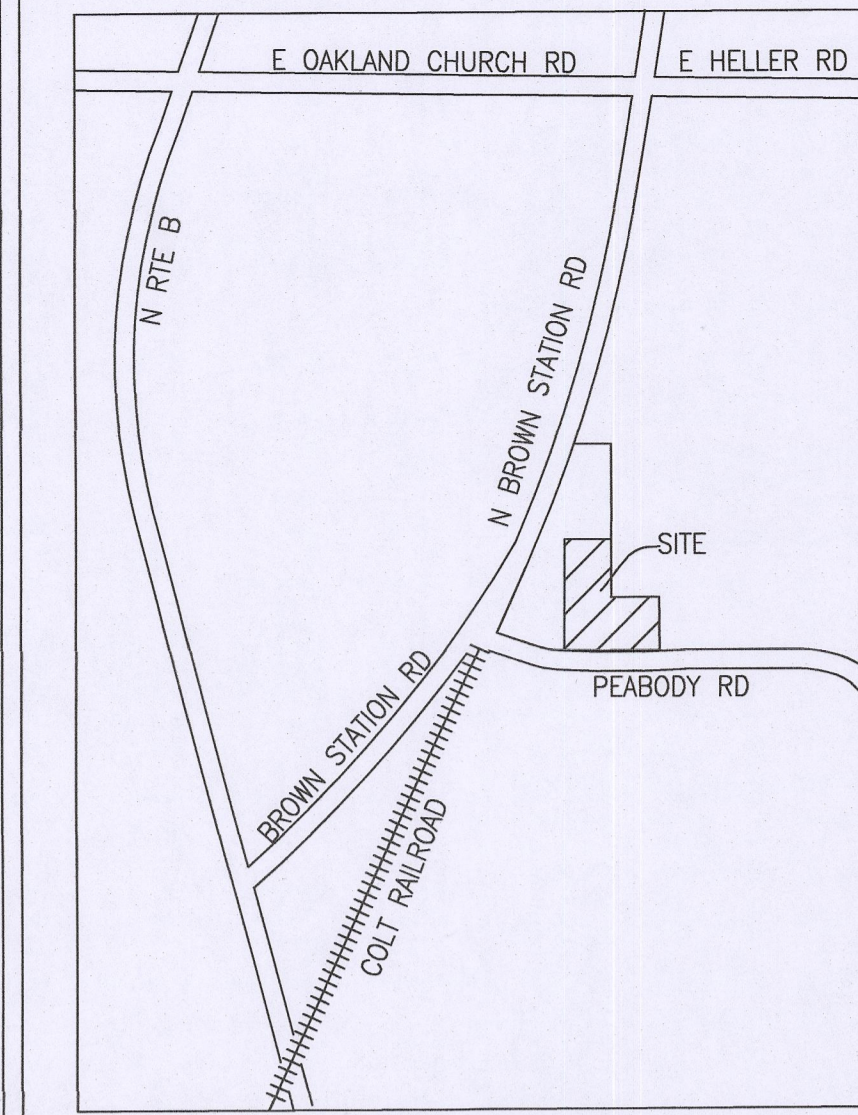 E OAKLAND CHURCH RD
E HELLER RD
N RTE B
N BROWN STATION RD
SITE
PEABODY RD
BROWN STATION RD
COLT RAILROAD